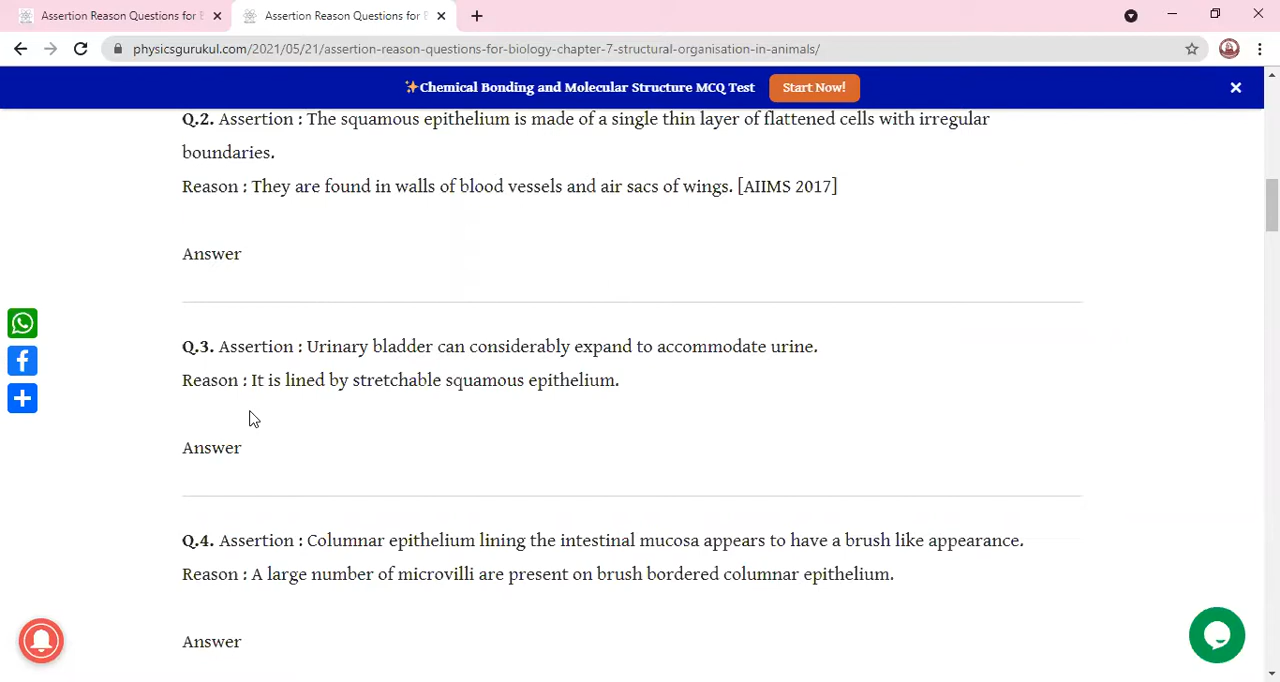 Assertion Reason Questions for B
Assertion Reason Questions for B
physicsgurukul.com/2021/05/21/assertion-reason-questions-for-biology-chapter-7-structural-organisation-in-animals/
✨Chemical Bonding and Molecular Structure MCQ Test Start Now!
Q.2. Assertion : The squamous epithelium is made of a single thin layer of flattened cells with irregular
boundaries.
Reason : They are found in walls of blood vessels and air sacs of wings. [AIIMS 2017]
Answer
Q.3. Assertion : Urinary bladder can considerably expand to accommodate urine.
Reason : It is lined by stretchable squamous epithelium.
Answer
Q.4. Assertion : Columnar epithelium lining the intestinal mucosa appears to have a brush like appearance.
Reason : A large number of microvilli are present on brush bordered columnar epithelium.
Answer